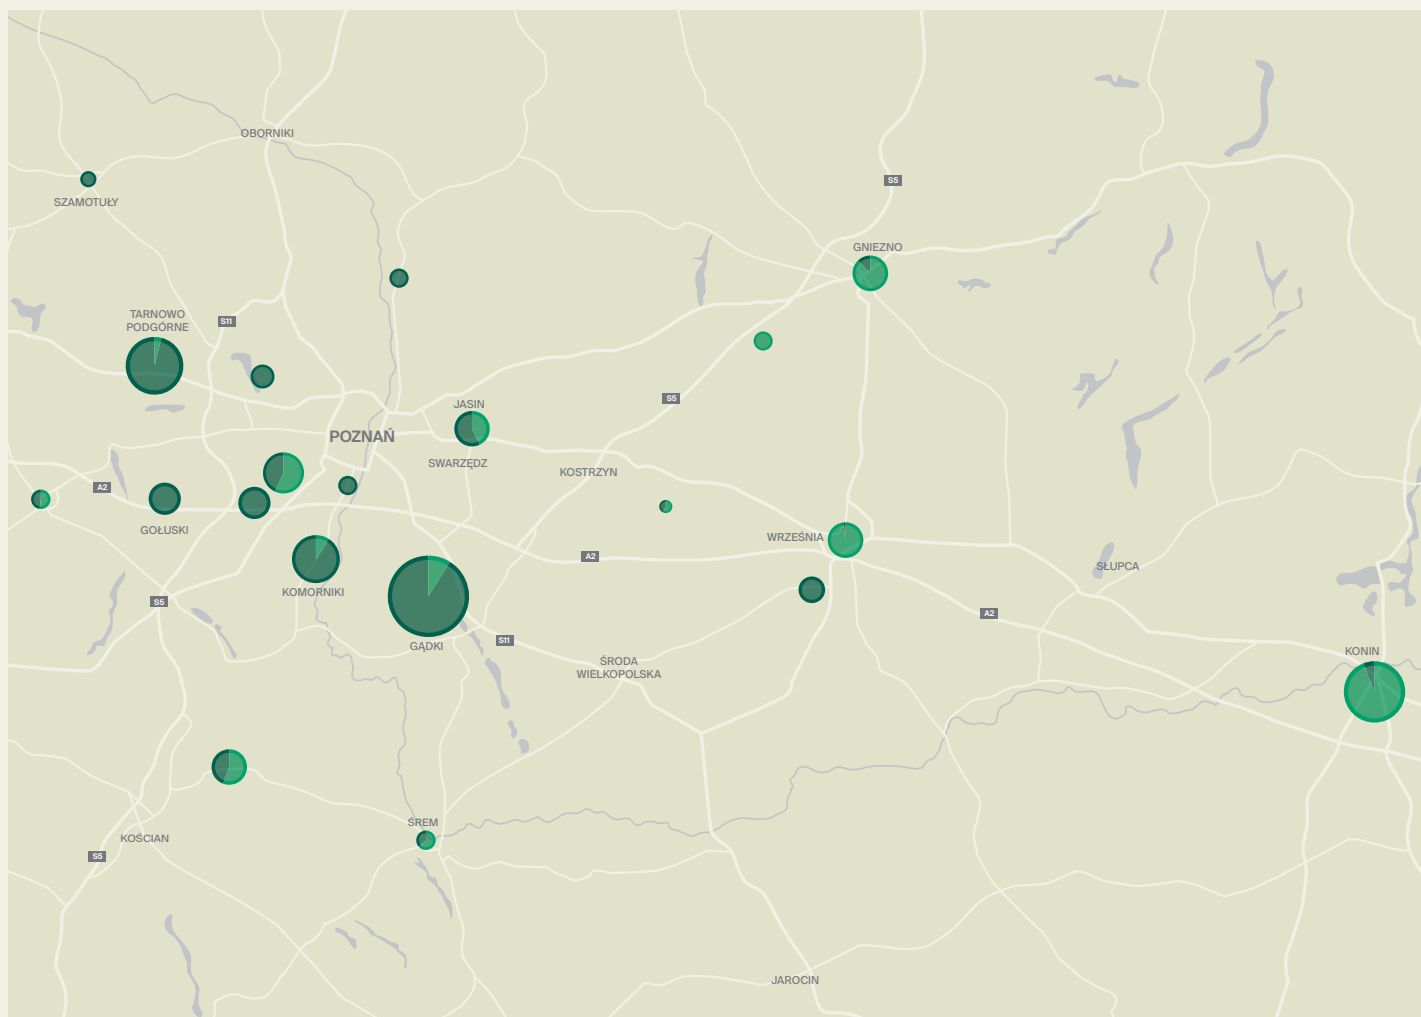 OBORNIKI
S5
SZAMOTUŁY
GNIEZNO
TARNOWO
PODGÓRNE
S11
S5
JASIN
POZNAŃ
SWARZĘDZ
KOSTRZYN
A2
GOŁUSKI
WRZEŚNIA
A2
SŁUPCA
KOMORNIKI
S5
A2
S11
GĄDKI
KONIN
ŚRODA
WIELKOPOLSKA
ŚREM
KOŚCIAN
S5
JAROCIN